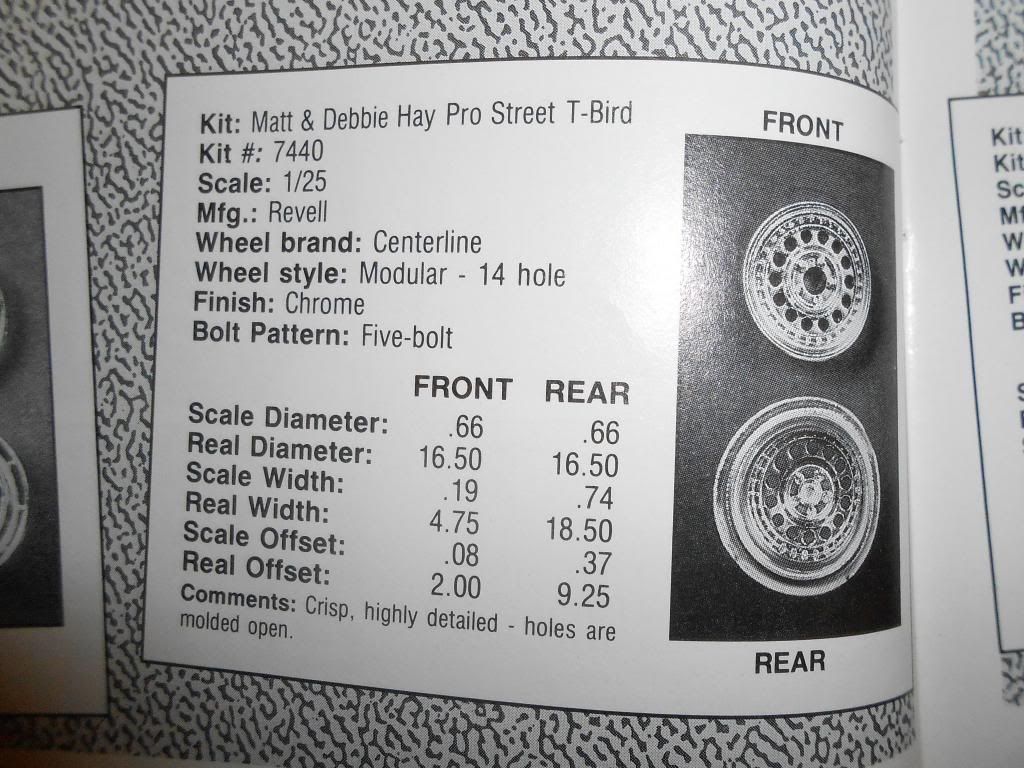 Kit: Matt & Debbie Hay Pro Street T-Bird
Kit #: 7440
Scale: 1/25
Mfg.: Revell
Wheel brand: Centerline
Wheel style: Modular - 14 hole
Finish: Chrome
Bolt Pattern: Five-bolt
FRONT REAR
Scale Diameter: .66 .66
Real Diameter: 16.50 16.50
Scale Width: .19 .74
Real Width: 4.75 18.50
Scale Offset: .08 .37
Real Offset: 2.00 9.25
Comments: Crisp, highly detailed - holes are
molded open.
FRONT
REAR
Kit
Kit